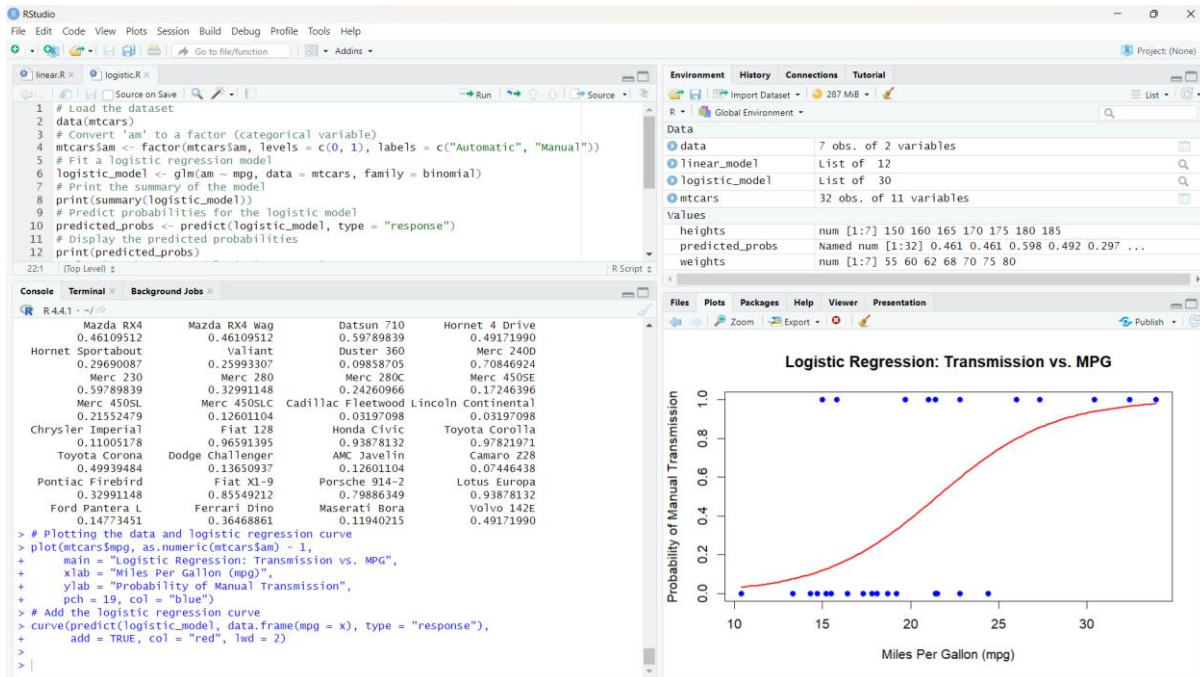 RStudio
File Edit Code View Plots Session Build Debug Profile Tools Help
Go to file/function Addins Project: (None)
linear.R logistic.R
Source on Save Run Source
1 # Load the dataset
2 data(mtcars)
3 # Convert 'am' to a factor (categorical variable)
4 mtcars$am <- factor(mtcars$am, levels = c(0, 1), labels = c("Automatic", "Manual"))
5 # Fit a logistic regression model
6 logistic_model <- glm(am ~ mpg, data = mtcars, family = binomial)
7 # Print the summary of the model
8 print(summary(logistic_model))
9 # Predict probabilities for the logistic model
10 predicted_probs <- predict(logistic_model, type = "response")
11 # Display the predicted probabilities
12 print(predicted_probs)
22:1 (Top Level) R Script
Console Terminal Background Jobs
R 4.4.1 · ~/
Mazda RX4 Mazda RX4 Wag Datsun 710 Hornet 4 Drive
0.46109512 0.46109512 0.59789839 0.49171990
Hornet Sportabout Valiant Duster 360 Merc 240D
0.29690087 0.25993307 0.09858705 0.70846924
Merc 230 Merc 280 Merc 280C Merc 450SE
0.59789839 0.32991148 0.24260966 0.17246396
Merc 450SL Merc 450SLC Cadillac Fleetwood Lincoln Continental
0.21552479 0.12601104 0.03197098 0.03197098
Chrysler Imperial Fiat 128 Honda Civic Toyota Corolla
0.11005178 0.96591395 0.93878132 0.97821971
Toyota Corona Dodge Challenger AMC Javelin Camaro Z28
0.49939484 0.13650937 0.12601104 0.07446438
Pontiac Firebird Fiat X1-9 Porsche 914-2 Lotus Europa
0.32991148 0.85549212 0.79886349 0.93878132
Ford Pantera L Ferrari Dino Maserati Bora Volvo 142E
0.14773451 0.36468861 0.11940215 0.49171990
> # Plotting the data and logistic regression curve
> plot(mtcars$mpg, as.numeric(mtcars$am) - 1,
+ main = "Logistic Regression: Transmission vs. MPG",
+ xlab = "Miles Per Gallon (mpg)",
+ ylab = "Probability of Manual Transmission",
+ pch = 19, col = "blue")
> # Add the logistic regression curve
> curve(predict(logistic_model, data.frame(mpg = x), type = "response"),
+ add = TRUE, col = "red", lwd = 2)
>
>
Environment History Connections Tutorial
Import Dataset 287 MiB List
R Global Environment
Data
data 7 obs. of 2 variables
linear_model List of 12
logistic_model List of 30
mtcars 32 obs. of 11 variables
Values
heights num [1:7] 150 160 165 170 175 180 185
predicted_probs Named num [1:32] 0.461 0.461 0.598 0.492 0.297 ...
weights num [1:7] 55 60 62 68 70 75 80
Files Plots Packages Help Viewer Presentation
Zoom Export Publish
Logistic Regression: Transmission vs. MPG
Probability of Manual Transmission
1.0
0.8
0.6
0.4
0.2
0.0
10 15 20 25 30
Miles Per Gallon (mpg)